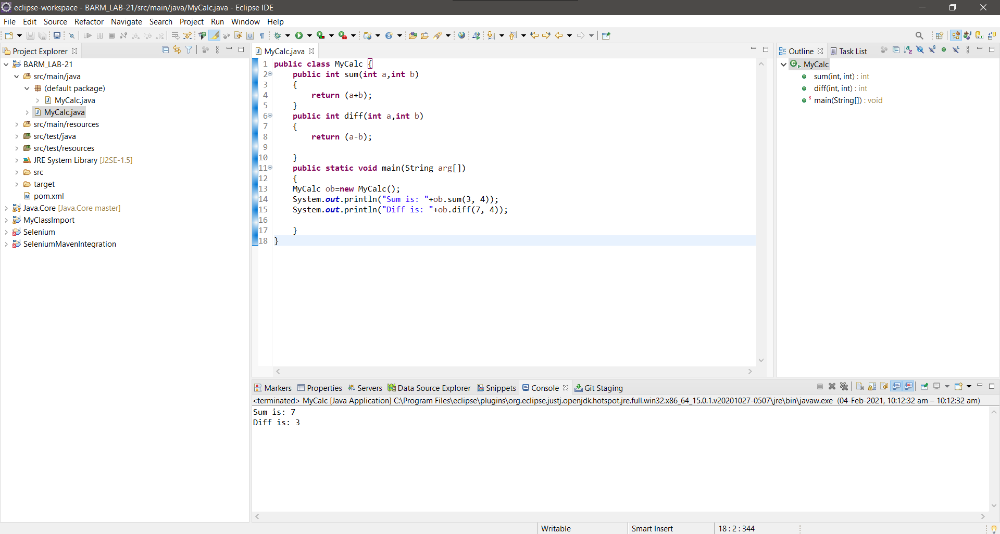 eclipse-workspace - BARM_LAB-21/src/main/java/MyCalc.java - Eclipse IDE
File Edit Source Refactor Navigate Search Project Run Window Help
Project Explorer
BARM_LAB-21
src/main/java
(default package)
MyCalc.java
MyCalc.java
src/main/resources
src/test/java
src/test/resources
JRE System Library [J2SE-1.5]
src
target
pom.xml
Java.Core [Java.Core master]
MyClassImport
Selenium
SeleniumMavenIntegration
MyCalc.java
1 public class MyCalc {
2 public int sum(int a,int b)
3 {
4 return (a+b);
5 }
6 public int diff(int a,int b)
7 {
8 return (a-b);
9
10 }
11 public static void main(String arg[])
12 {
13 MyCalc ob=new MyCalc();
14 System.out.println("Sum is: "+ob.sum(3, 4));
15 System.out.println("Diff is: "+ob.diff(7, 4));
16
17 }
18 }
Outline Task List
MyCalc
sum(int, int) : int
diff(int, int) : int
main(String[]) : void
Markers Properties Servers Data Source Explorer Snippets Console Git Staging
<terminated> MyCalc [Java Application] C:\Program Files\eclipse\plugins\org.eclipse.justj.openjdk.hotspot.jre.full.win32.x86_64_15.0.1.v20201027-0507\jre\bin\javaw.exe (04-Feb-2021, 10:12:32 am – 10:12:32 am)
Sum is: 7
Diff is: 3
Writable Smart Insert 18 : 2 : 344